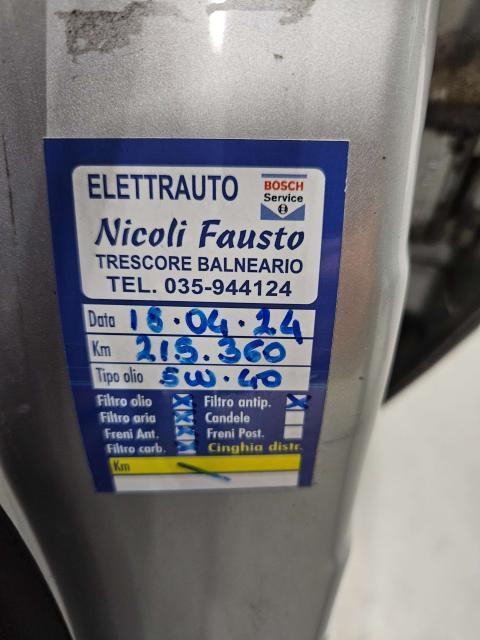 ELETTRAUTO
BOSCH
Service
Nicoli Fausto
TRESCORE BALNEARIO
TEL. 035-944124
Data 18.04.24
Km 215.360
Tipo olio 5W-40
Filtro olio X Filtro antip. X
Filtro aria X Candele
Freni Ant. X Freni Post.
Filtro carb. X Cinghia distr.
Km